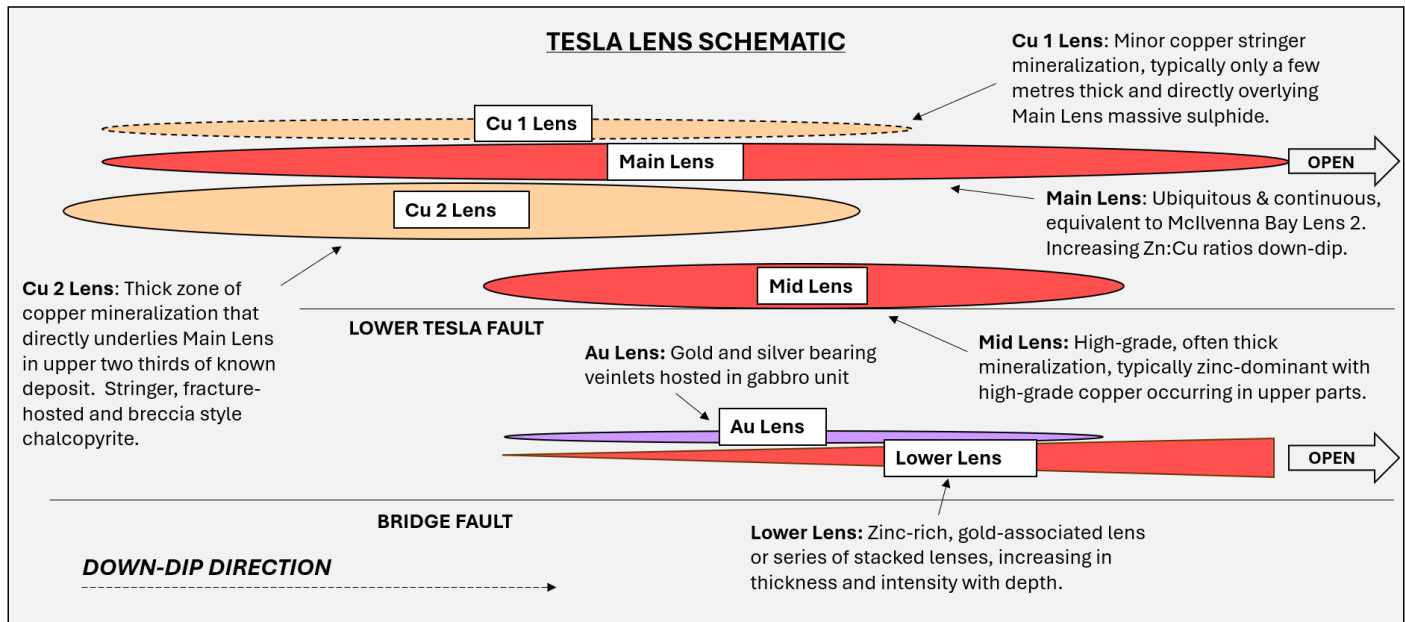 TESLA LENS SCHEMATIC
Cu 1 Lens: Minor copper stringer
mineralization, typically only a few
metres thick and directly overlying
Main Lens massive sulphide.
Cu 1 Lens
Main Lens
OPEN
Cu 2 Lens
Main Lens: Ubiquitous & continuous,
equivalent to McIlvenna Bay Lens 2.
Increasing Zn:Cu ratios down-dip.
Cu 2 Lens: Thick zone of
copper mineralization that
directly underlies Main Lens
in upper two thirds of known
deposit. Stringer, fracture-
hosted and breccia style
chalcopyrite.
Mid Lens
LOWER TESLA FAULT
Mid Lens: High-grade, often thick
mineralization, typically zinc-dominant with
high-grade copper occurring in upper parts.
Au Lens: Gold and silver bearing
veinlets hosted in gabbro unit
Au Lens
Lower Lens
OPEN
BRIDGE FAULT
Lower Lens: Zinc-rich, gold-associated lens
or series of stacked lenses, increasing in
thickness and intensity with depth.
DOWN-DIP DIRECTION